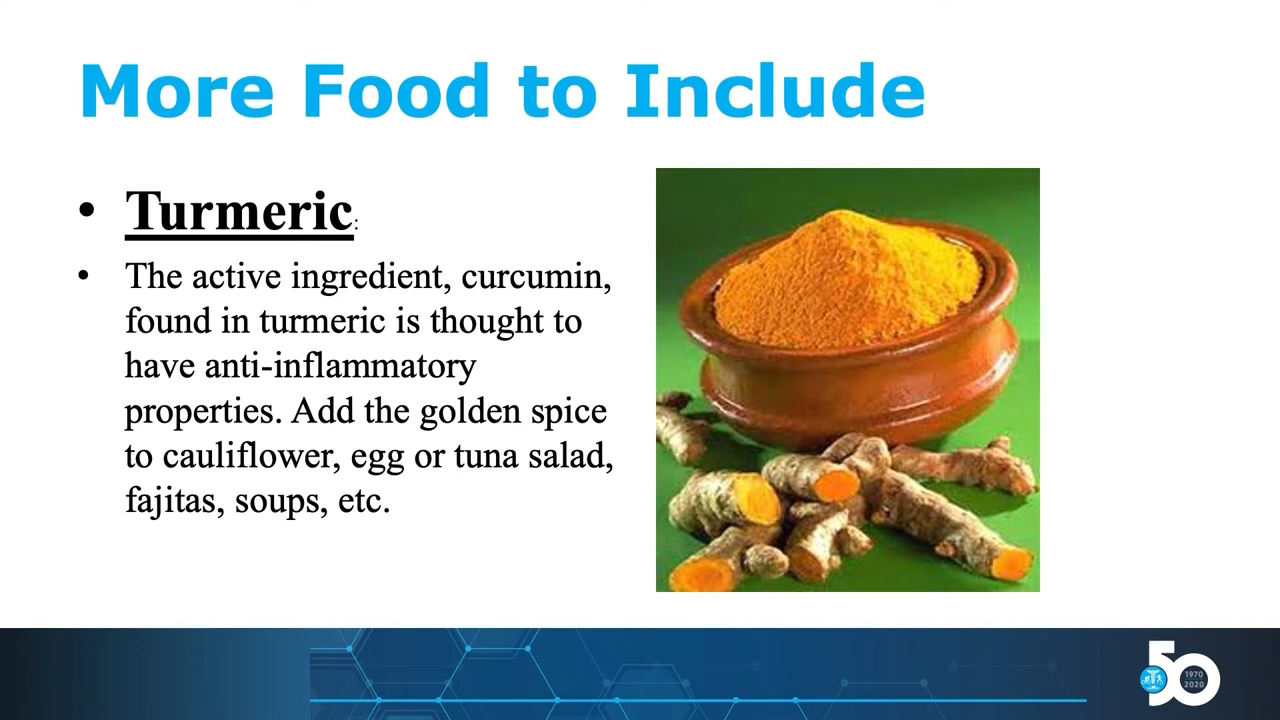 More Food to Include
• Turmeric:
• The active ingredient, curcumin,
found in turmeric is thought to
have anti-inflammatory
properties. Add the golden spice
to cauliflower, egg or tuna salad,
fajitas, soups, etc.
50
1970
2020